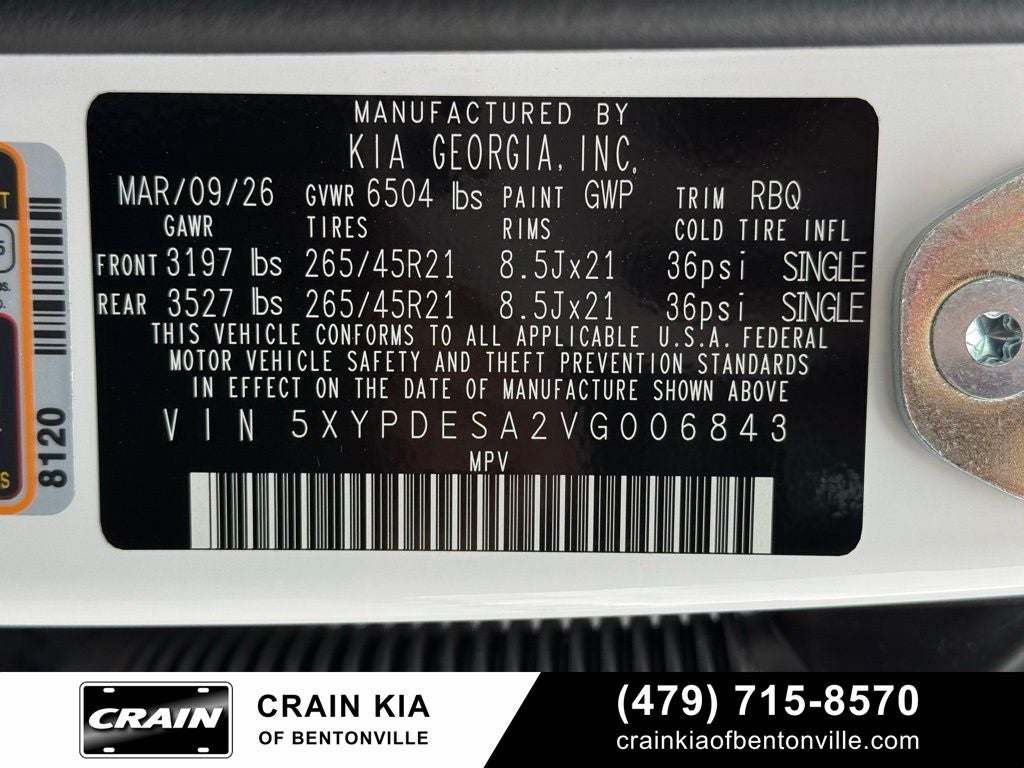 MANUFACTURED BY
KIA GEORGIA, INC.
MAR/09/26 GVWR 6504 lbs PAINT GWP TRIM RBQ
GAWR TIRES RIMS COLD TIRE INFL
FRONT 3197 lbs 265/45R21 8.5Jx21 36psi SINGLE
REAR 3527 lbs 265/45R21 8.5Jx21 36psi SINGLE
THIS VEHICLE CONFORMS TO ALL APPLICABLE U.S.A. FEDERAL
MOTOR VEHICLE SAFETY AND THEFT PREVENTION STANDARDS
IN EFFECT ON THE DATE OF MANUFACTURE SHOWN ABOVE
VIN 5XYPDESA2VG006843
MPV
8120
CRAIN
CRAIN KIA
OF BENTONVILLE
(479) 715-8570
crainkiaofbentonville.com